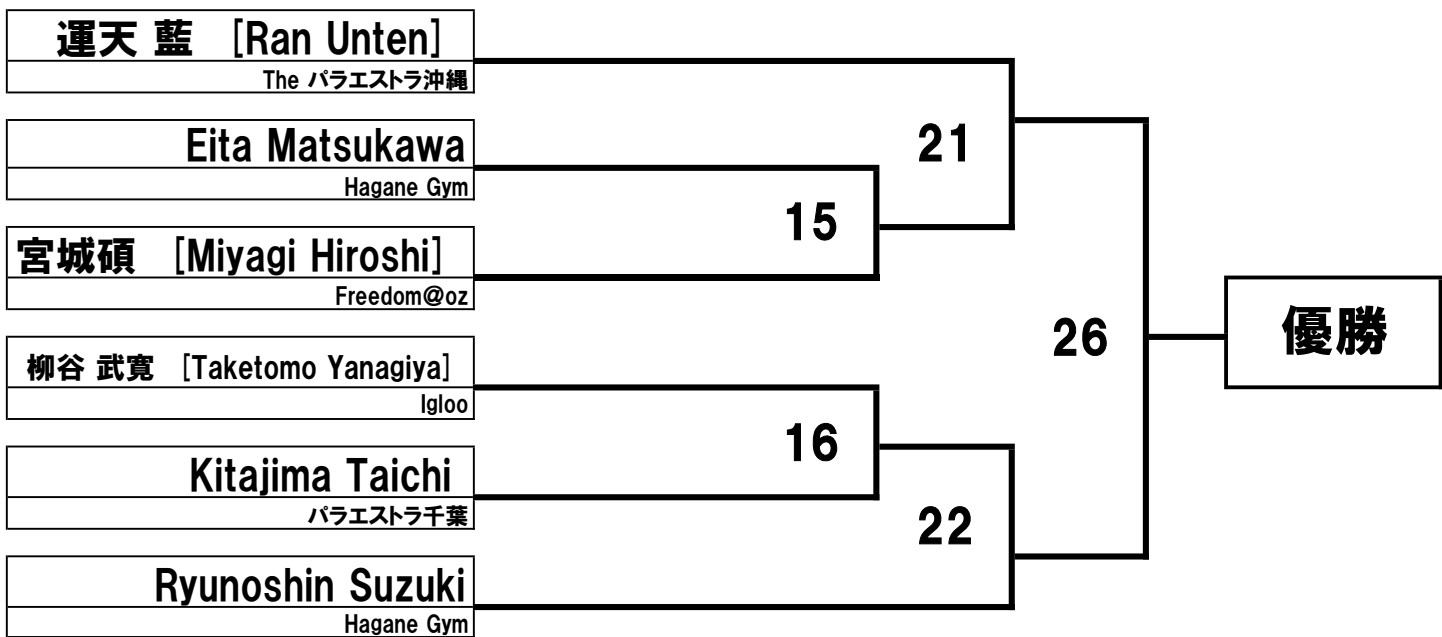 運天 藍 [Ran Unten]
The パラエストラ沖縄
Eita Matsukawa
Hagane Gym
宮城碩 [Miyagi Hiroshi]
Freedom@oz
柳谷 武寛 [Taketomo Yanagiya]
Igloo
Kitajima Taichi
パラエストラ千葉
Ryunoshin Suzuki
Hagane Gym
15
16
21
22
26
優勝